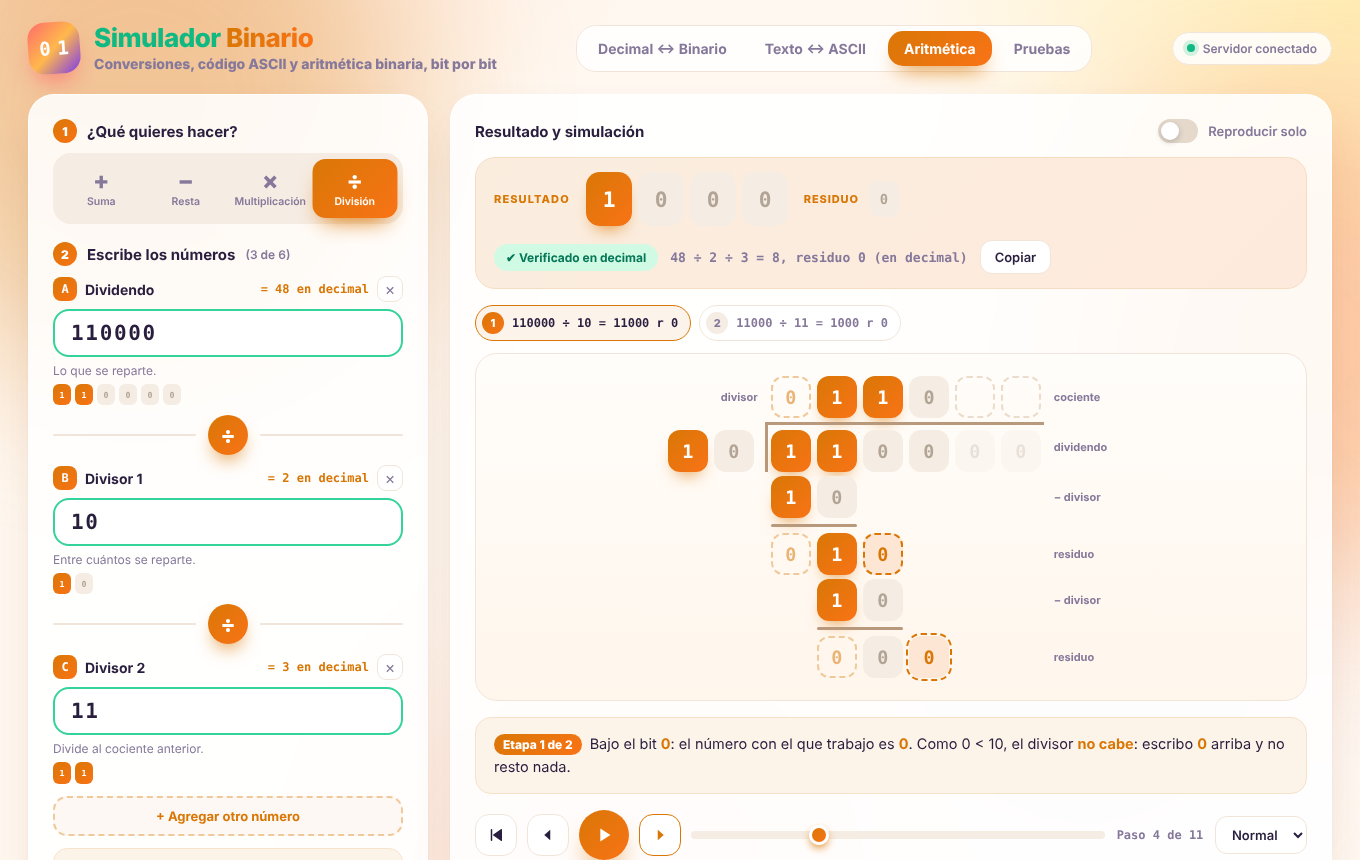 0 1
Simulador Binario
Conversiones, código ASCII y aritmética binaria, bit por bit
Decimal ↔ Binario
Texto ↔ ASCII
Aritmética
Pruebas
Servidor conectado
1 ¿Qué quieres hacer?
+ Suma
− Resta
× Multiplicación
÷ División
2 Escribe los números (3 de 6)
A Dividendo = 48 en decimal ×
110000
Lo que se reparte.
1 1 0 0 0 0
÷
B Divisor 1 = 2 en decimal ×
10
Entre cuántos se reparte.
1 0
÷
C Divisor 2 = 3 en decimal ×
11
Divide al cociente anterior.
1 1
+ Agregar otro número
Resultado y simulación
Reproducir solo
RESULTADO 1 0 0 0 RESIDUO 0
✔ Verificado en decimal 48 ÷ 2 ÷ 3 = 8, residuo 0 (en decimal) Copiar
1 110000 ÷ 10 = 11000 r 0
2 11000 ÷ 11 = 1000 r 0
divisor 0 1 1 0 cociente
1 0 1 1 0 0 0 0 dividendo
1 0 − divisor
0 1 0 residuo
1 0 − divisor
0 0 0 residuo
Etapa 1 de 2 Bajo el bit 0: el número con el que trabajo es 0. Como 0 < 10, el divisor no cabe: escribo 0 arriba y no
resto nada.
Paso 4 de 11
Normal